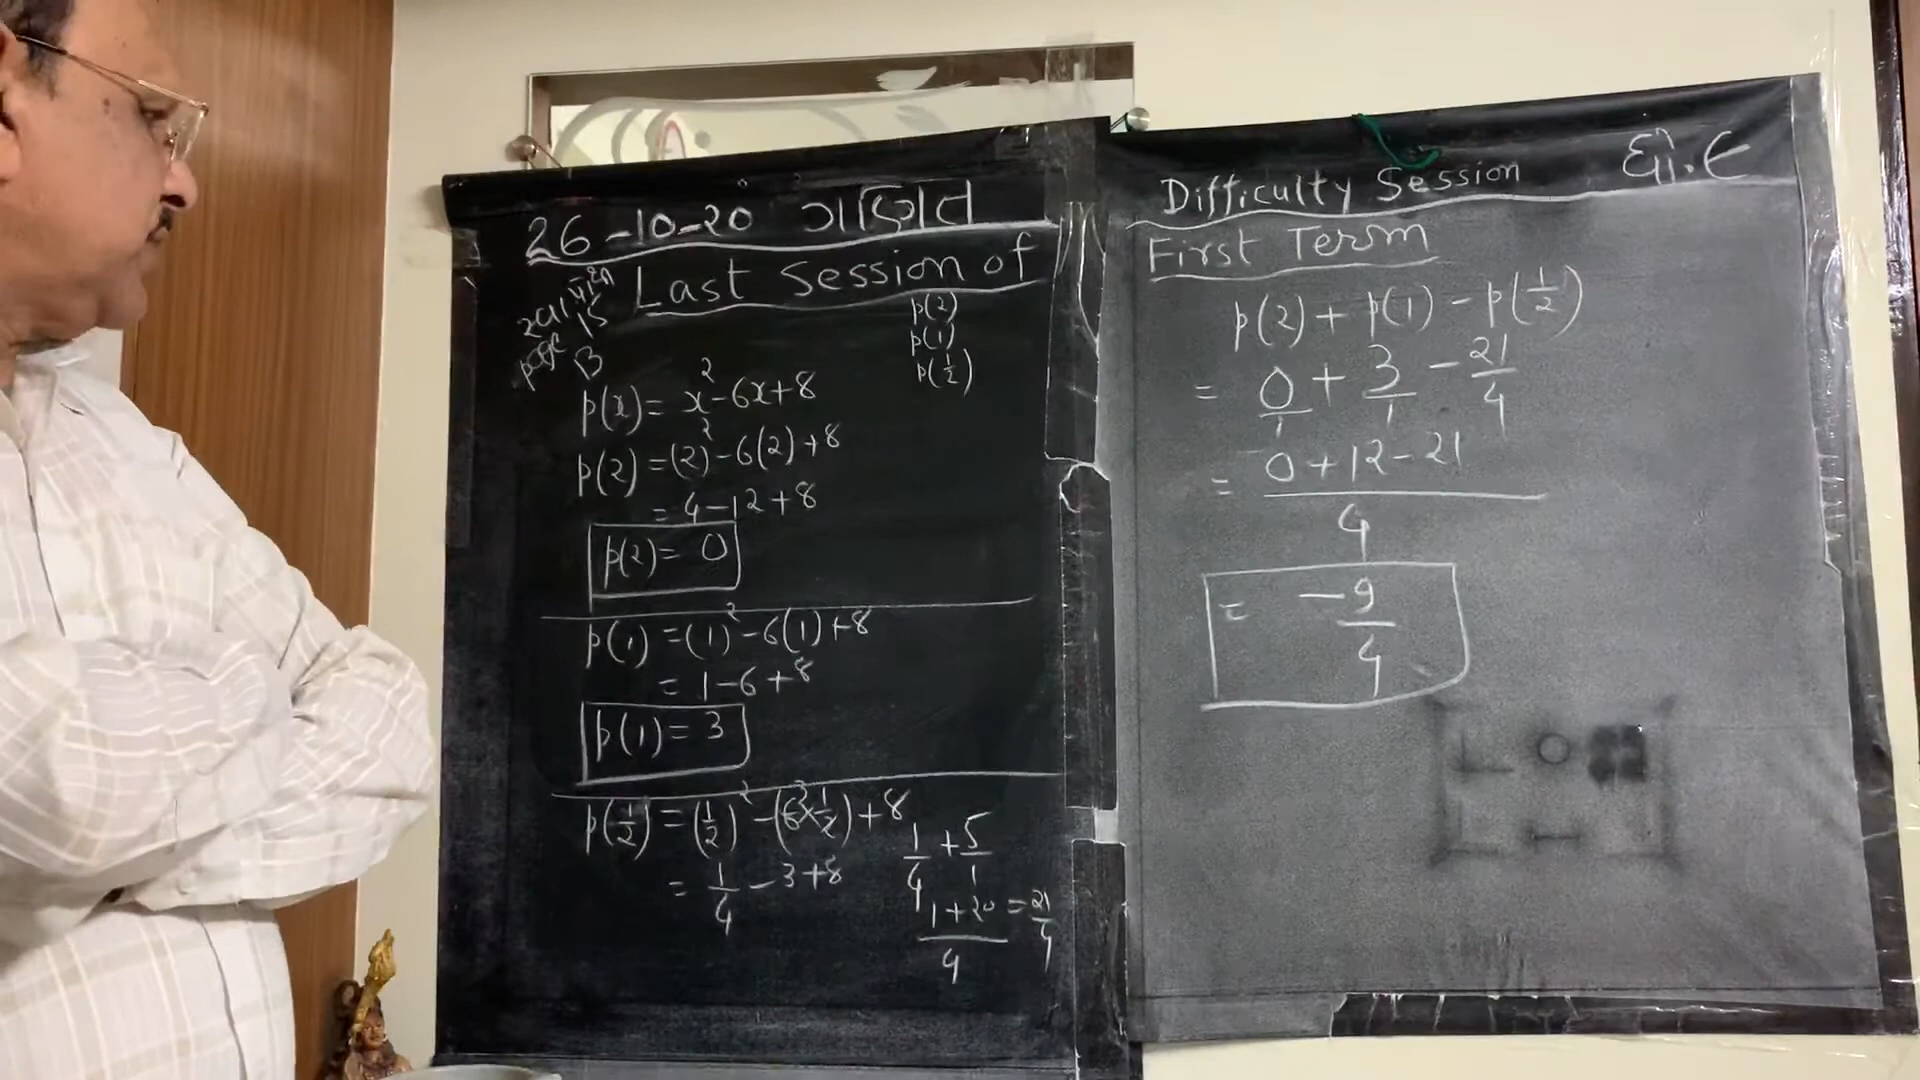 26-10-20 ગણિત
Last Session of
15
B
p(2)
p(1)
p(1/2)
p(x) = x² - 6x + 8
p(2) = (2)² - 6(2) + 8
= 4 - 12 + 8
p(2) = 0
p(1) = (1)² - 6(1) + 8
= 1 - 6 + 8
p(1) = 3
p(1/2) = (1/2)² - (6 3 × 1/2) + 8
= 1/4 - 3 + 8
1/4 + 5/1
(1 + 20)/4 = 21/4
Difficulty Session ધો.૯
First Term
p(2) + p(1) - p(1/2)
= 0/1 + 3/1 - 21/4
= (0 + 12 - 21)/4
= -9/4